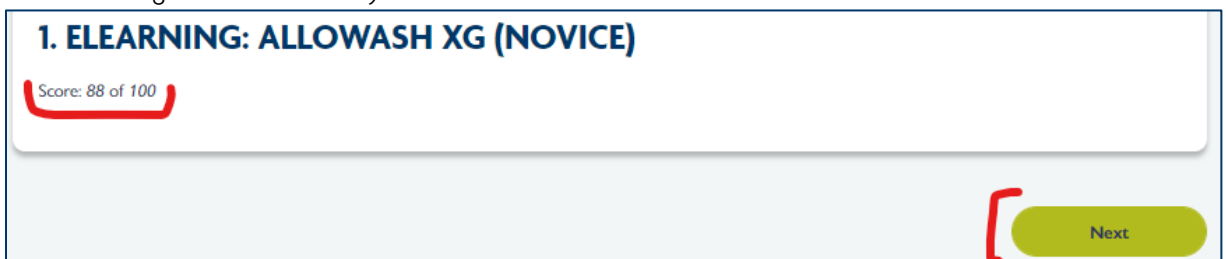 1. ELEARNING: ALLOWASH XG (NOVICE)
Score: 88 of 100
Next